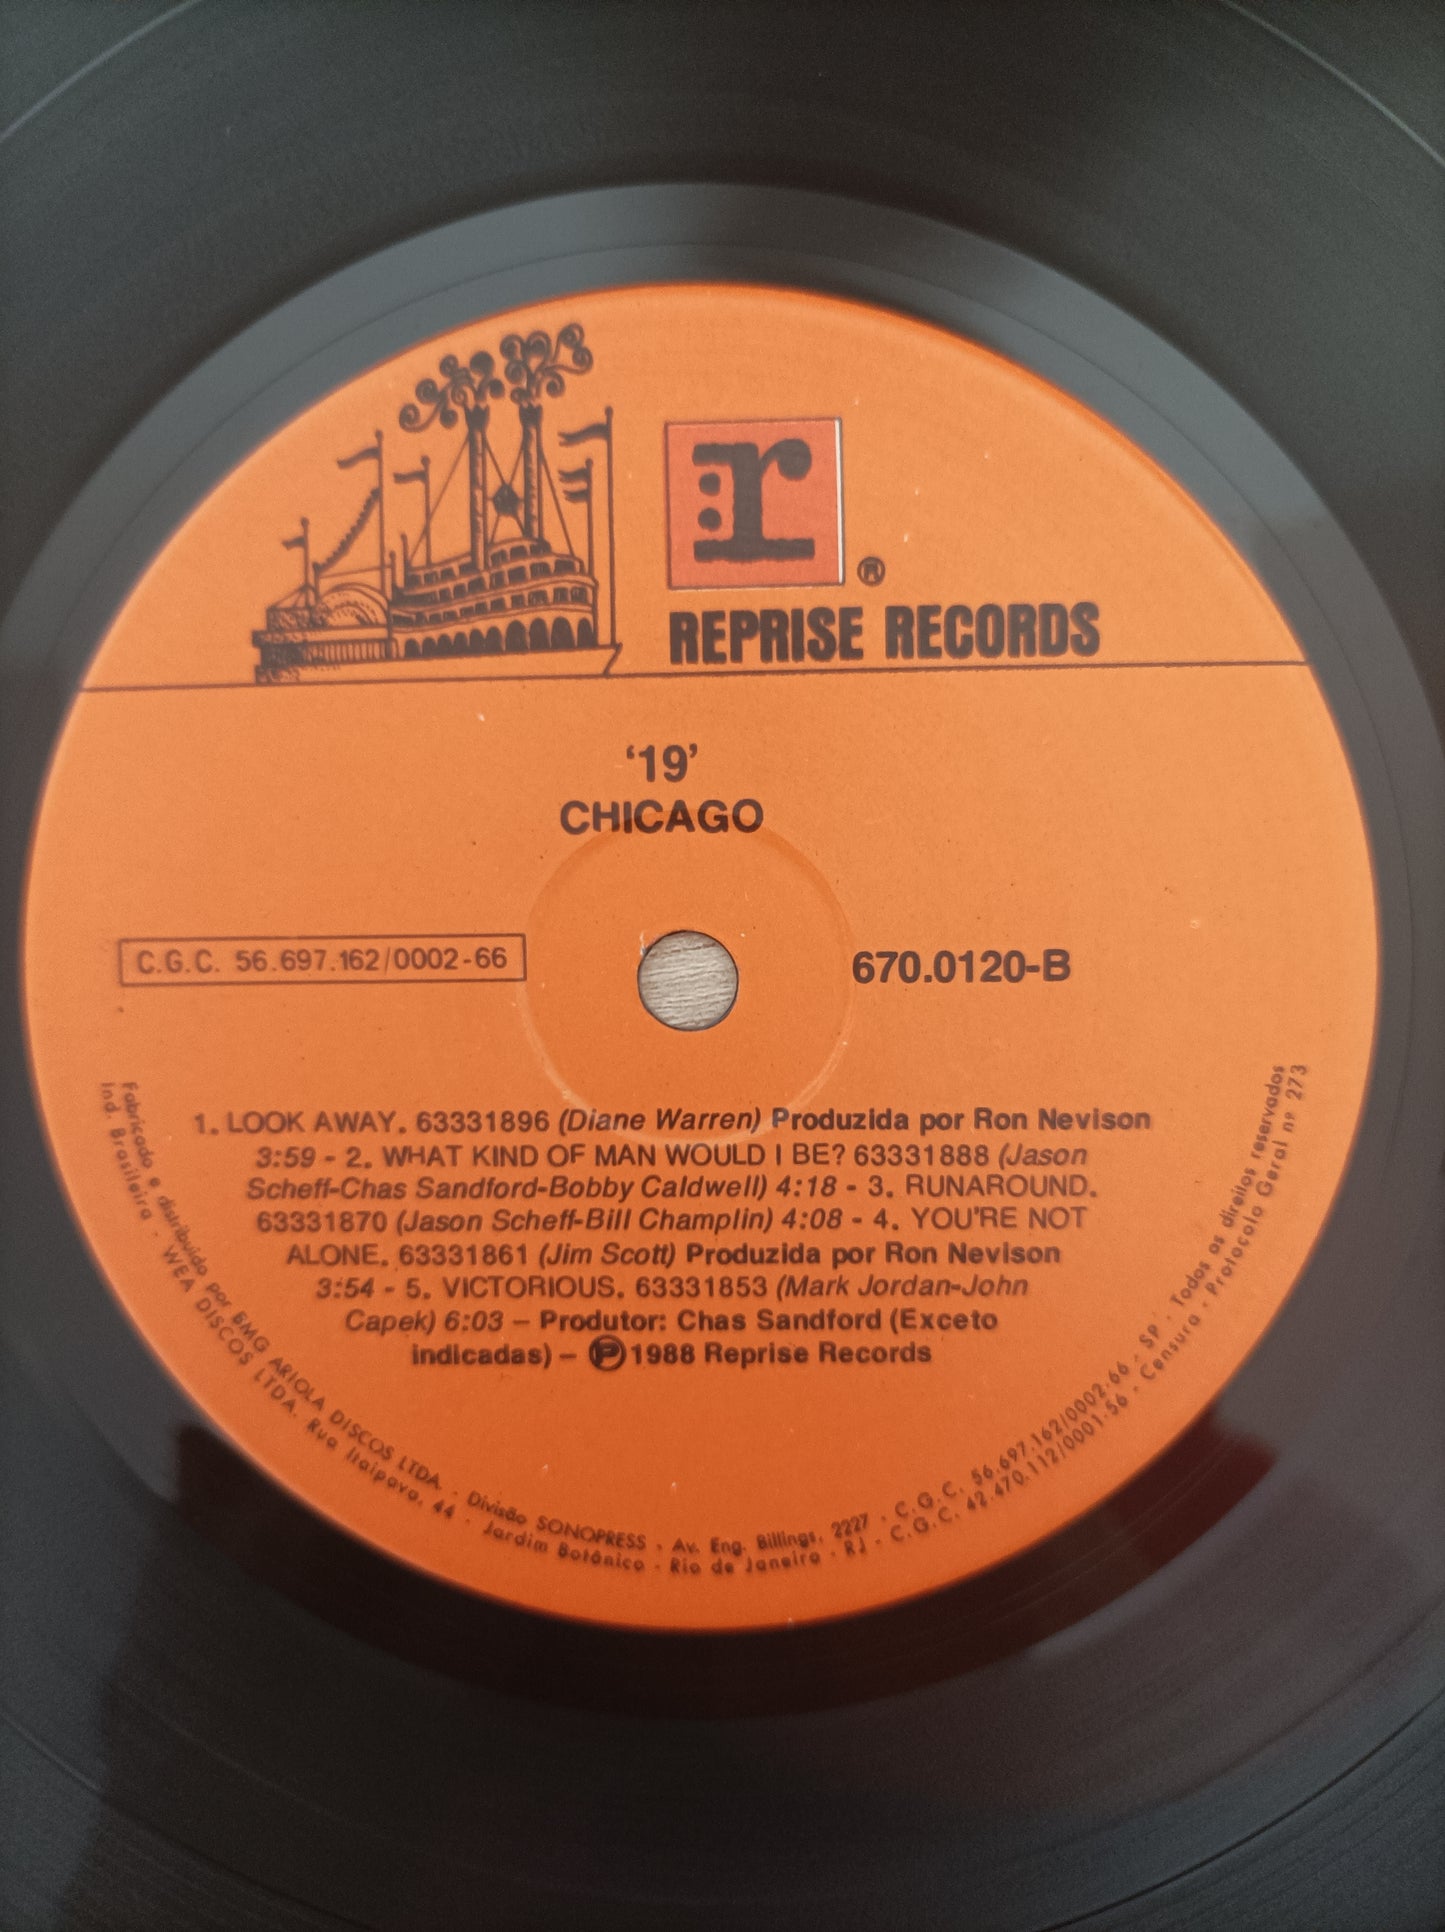 r
®
REPRISE RECORDS
‘19’
CHICAGO
C.G.C. 56.697.162/0002-66
670.0120-B
1. LOOK AWAY. 63331896 (Diane Warren) Produzida por Ron Nevison
3:59 - 2. WHAT KIND OF MAN WOULD I BE? 63331888 (Jason
Scheff-Chas Sandford-Bobby Caldwell) 4:18 - 3. RUNAROUND.
63331870 (Jason Scheff-Bill Champlin) 4:08 - 4. YOU'RE NOT
ALONE. 63331861 (Jim Scott) Produzida por Ron Nevison
3:54 - 5. VICTORIOUS. 63331853 (Mark Jordan-John
Capek) 6:03 – Produtor: Chas Sandford (Exceto
indicadas) – ℗ 1988 Reprise Records
Fabricado e distribuido por BMG ARIOLA DISCOS LTDA. - Divisão SONOPRESS - Av. Eng. Billings, 2227 - C.G.C. 56.697.162/0002-66 - SP - Todos os direitos reservados
Ind. Brasileira - WEA DISCOS LTDA. Rua Itaipava, 44 - Jardim Botânico - Rio de Janeiro - RJ - C.G.C. 42.470.112/0001-56 - Censura - Protocolo Geral nº 273